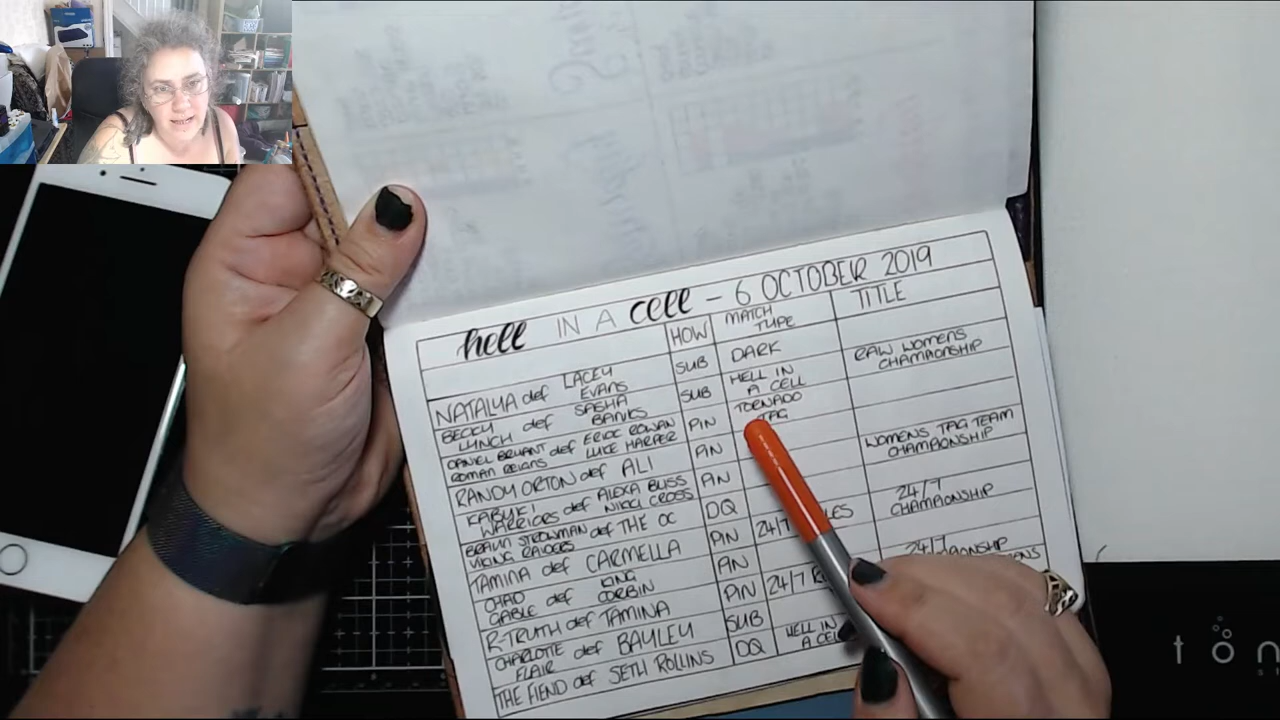 hell IN A cell – 6 OCTOBER 2019
HOW
MATCH
TYPE
TITLE
NATALYA def LACEY
EVANS
SUB
DARK
BECKY
LYNCH def SASHA
BANKS
SUB
HELL IN
A CELL
RAW WOMENS
CHAMPIONSHIP
DANIEL BRYANT def ERICK ROWAN
ROMAN REIGNS LUKE HARPER
PIN
TORNADO
TAG
RANDY ORTON def ALI
PIN
KABUKI
WARRIORS def ALEXA BLISS
NIKKI CROSS
PIN
WOMENS TAG TEAM
CHAMPIONSHIP
BRAUN STROWMAN
VIKING RAIDERS def THE OC
DQ
TAMINA def CARMELLA
PIN
24/7
24/7
CHAMPIONSHIP
CHAD
GABLE def KING
CORBIN
PIN
R-TRUTH def TAMINA
PIN
24/7
24/7
CHARLOTTE
FLAIR def BAYLEY
SUB
THE FIEND def SETH ROLLINS
DQ
HELL IN
A CELL